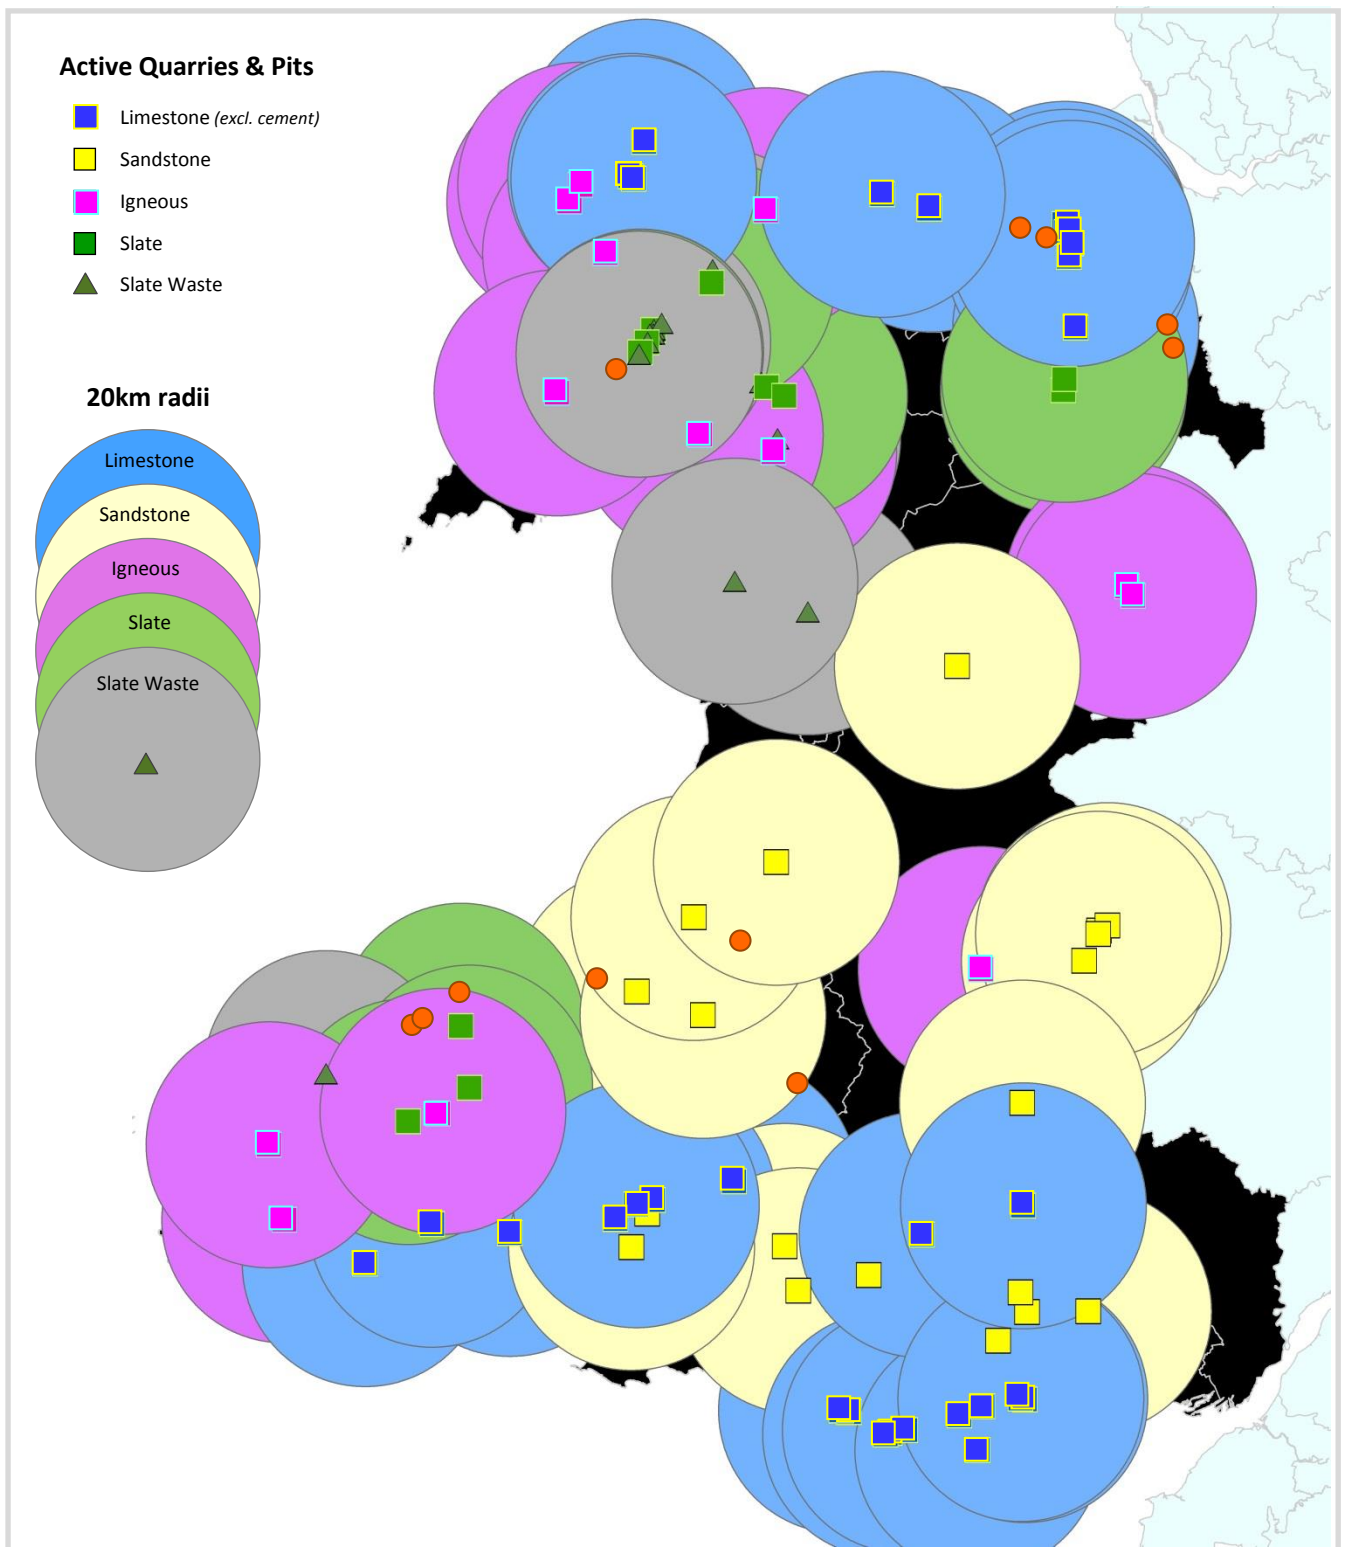 Active Quarries & Pits
Limestone (excl. cement)
Sandstone
Igneous
Slate
Slate Waste
20km radii
Limestone
Sandstone
Igneous
Slate
Slate Waste